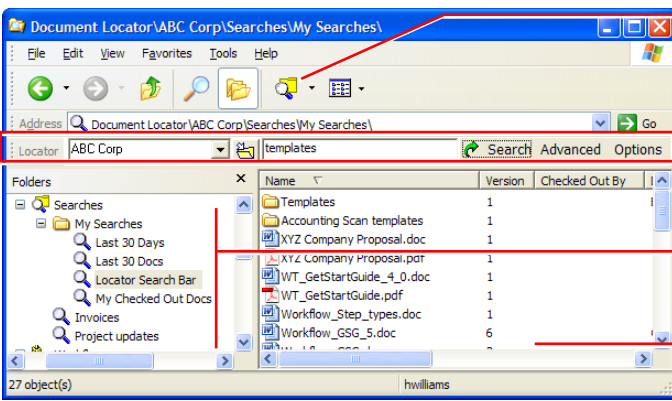 Document Locator\ABC Corp\Searches\My Searches\
File Edit View Favorites Tools Help
Address Document Locator\ABC Corp\Searches\My Searches\ Go
Locator ABC Corp templates Search Advanced Options
Folders x
Searches
My Searches
Last 30 Days
Last 30 Docs
Locator Search Bar
My Checked Out Docs
Invoices
Project updates
Name Version Checked Out By
Templates 1
Accounting Scan templates 1
XYZ Company Proposal.doc 1
XYZ Company Proposal.pdf 1
WT_GetStartGuide_4_0.doc 1
WT_GetStartGuide.pdf 1
Workflow_Step_types.doc 1
Workflow_GSG_5.doc 6
27 object(s) hwilliams